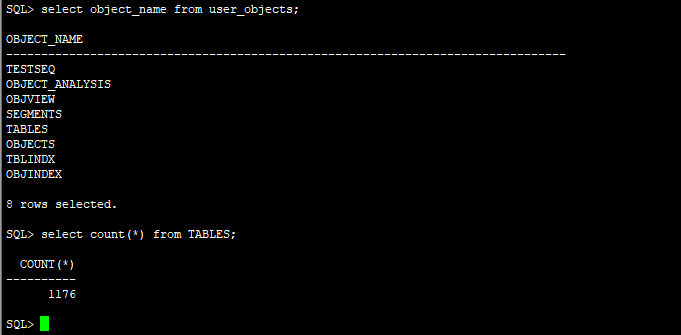 SQL> select object_name from user_objects;
OBJECT_NAME
--------------------------------------------------------------------------------
TESTSEQ
OBJECT_ANALYSIS
OBJVIEW
SEGMENTS
TABLES
OBJECTS
TBLINDX
OBJINDEX
8 rows selected.
SQL> select count(*) from TABLES;
COUNT(*)
----------
1176
SQL>